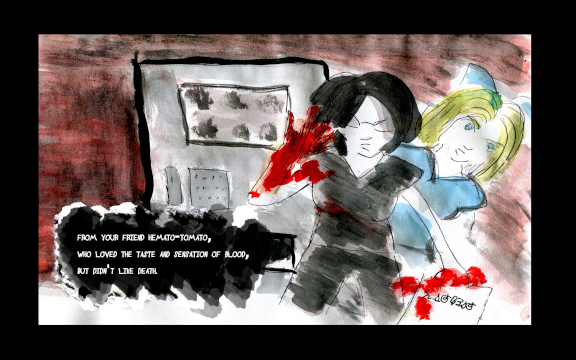 FROM YOUR FRIEND HEMATO-TOMATO,
WHO LOVED THE TASTE AND SENSATION OF BLOOD,
BUT DIDN'T LIKE DEATH.